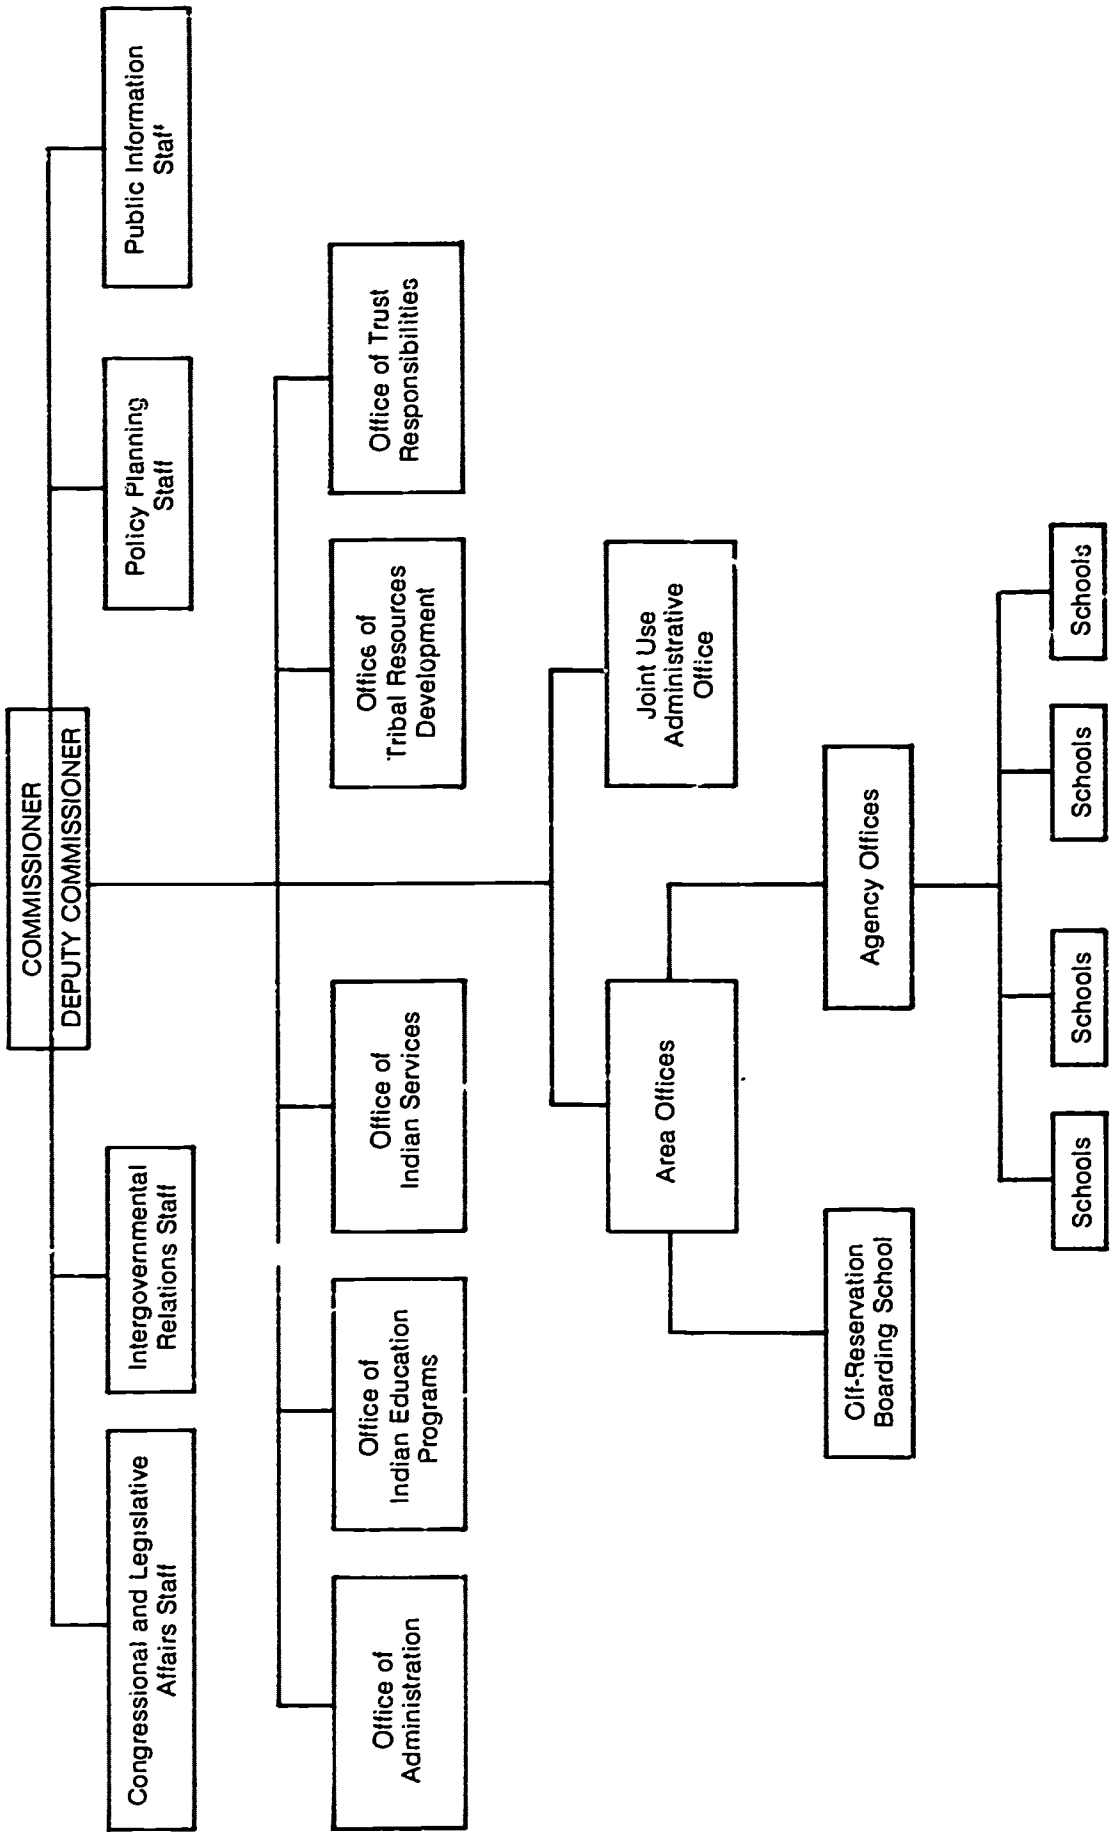 COMMISSIONER
DEPUTY COMMISSIONER
Congressional and Legislative
Affairs Staff
Intergovernmental
Relations Staff
Policy Planning
Staff
Public Information
Staff
Office of
Administration
Office of
Indian Education
Programs
Office of
Indian Services
Office of
Tribal Resources
Development
Office of Trust
Responsibilities
Area Offices
Joint Use
Administrative
Office
Off-Reservation
Boarding School
Agency Offices
Schools
Schools
Schools
Schools